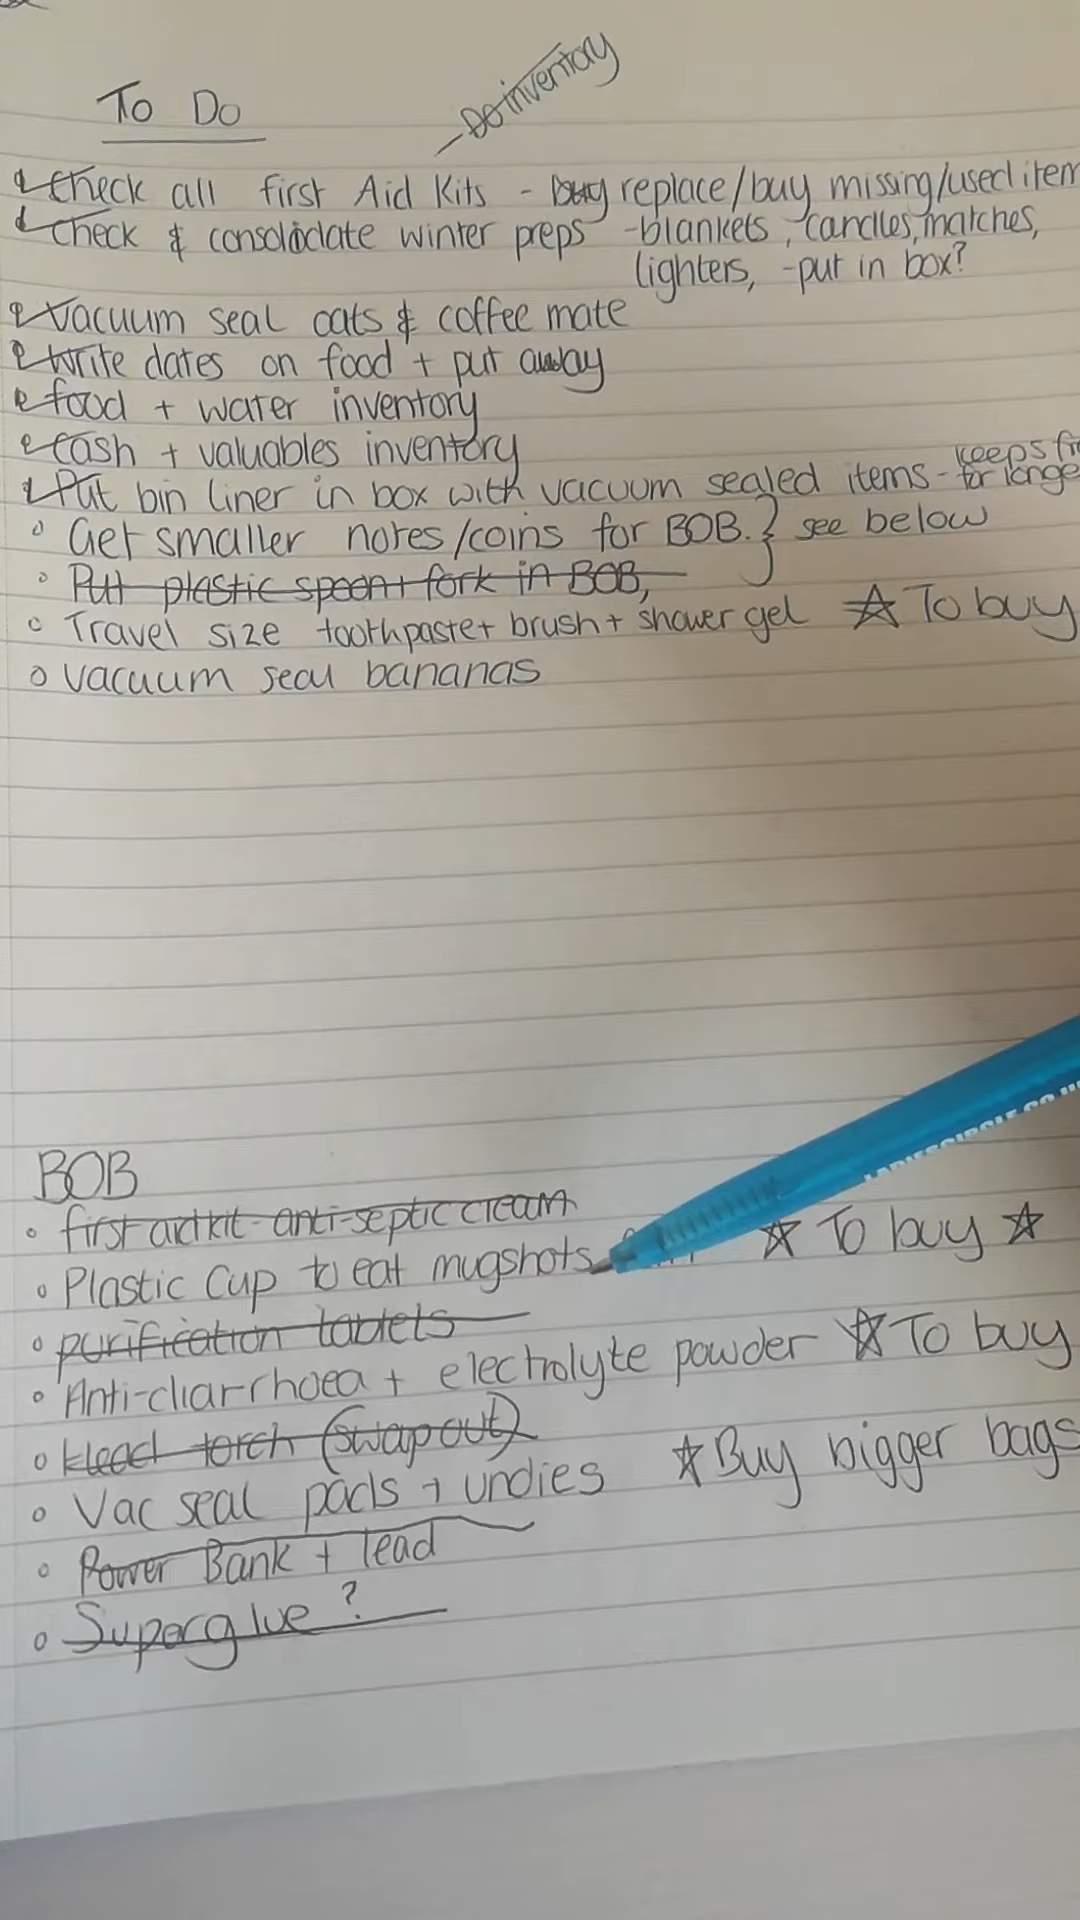 To Do
- Do inventory
Check all first Aid Kits - buy replace/buy missing/used item
Check & consolidate winter preps - blankets, candles, matches,
lighters, - put in box?
Vacuum seal oats & coffee mate
Write dates on food + put away
food + water inventory
Cash + valuables inventory
keeps
Put bin liner in box with vacuum sealed items - for longe
Get smaller notes/coins for BOB. } see below
Put plastic spoon + fork in BOB,
Travel size toothpaste + brush + shower gel ☆ To buy
Vacuum seal bananas
BOB
first aid kit - anti-septic cream
Plastic Cup to eat mugshots ☆ To buy ☆
purification tablets
Anti-diarrhoea + electrolyte powder ☆ To buy
Head torch (swap out)
Vac seal pads + undies ☆ Buy bigger bags
Power Bank + lead
Superglue ?